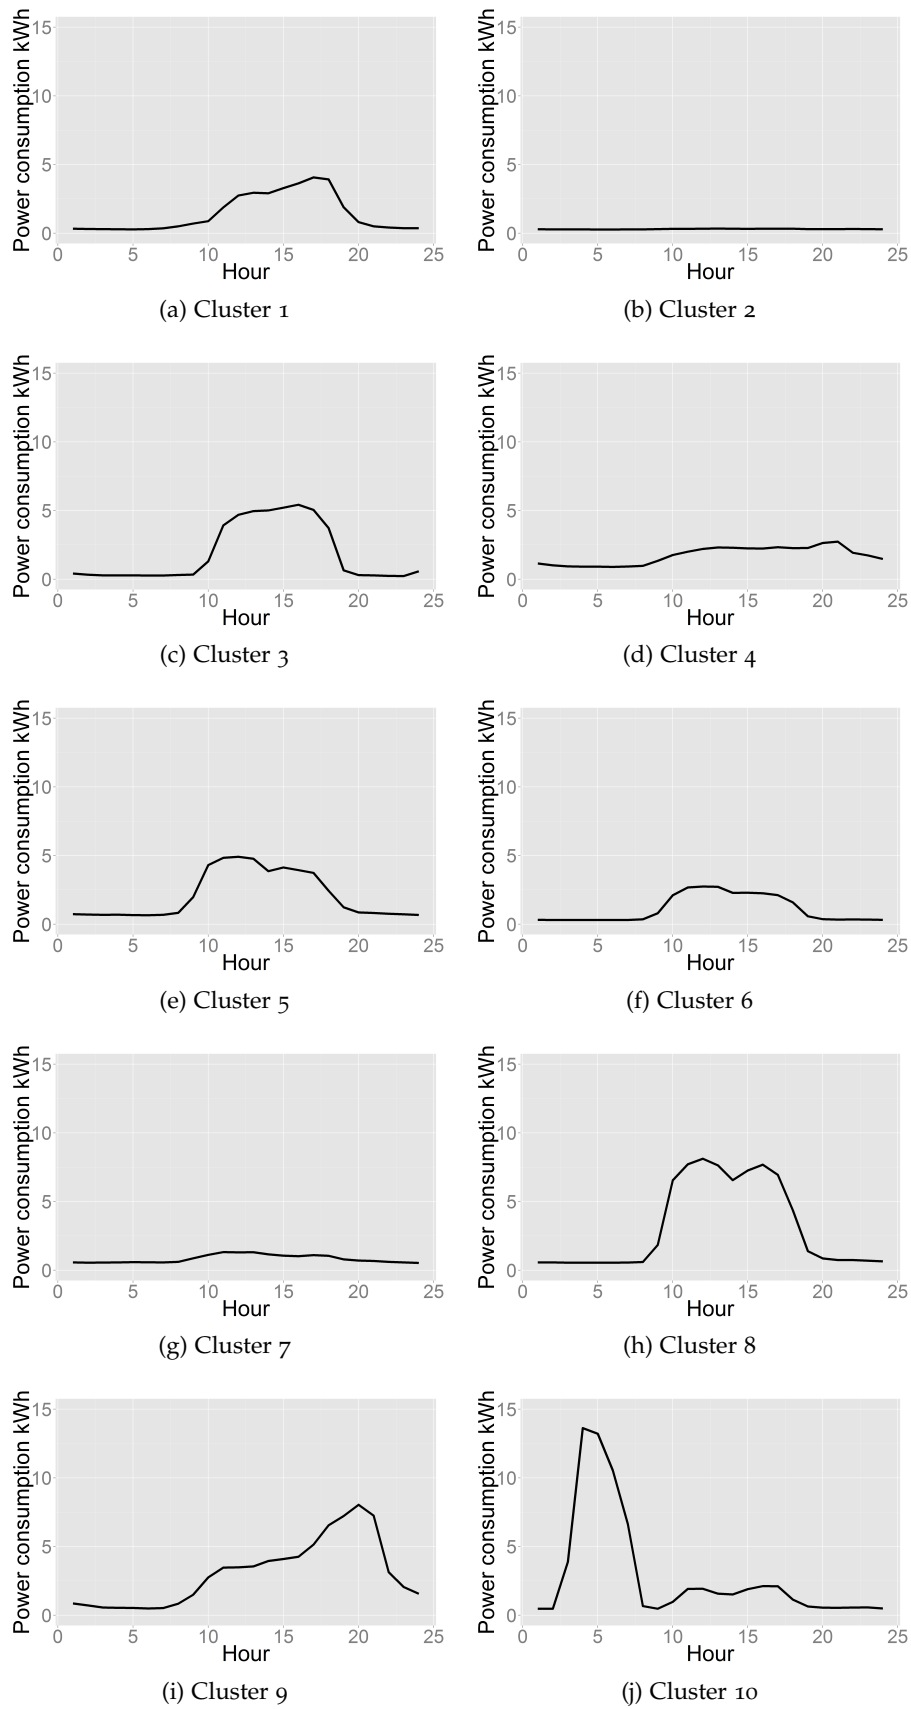 Power consumption kWh
15
10
5
0
0 5 10 15 20 25
Hour
(a) Cluster 1
Power consumption kWh
15
10
5
0
0 5 10 15 20 25
Hour
(b) Cluster 2
Power consumption kWh
15
10
5
0
0 5 10 15 20 25
Hour
(c) Cluster 3
Power consumption kWh
15
10
5
0
0 5 10 15 20 25
Hour
(d) Cluster 4
Power consumption kWh
15
10
5
0
0 5 10 15 20 25
Hour
(e) Cluster 5
Power consumption kWh
15
10
5
0
0 5 10 15 20 25
Hour
(f) Cluster 6
Power consumption kWh
15
10
5
0
0 5 10 15 20 25
Hour
(g) Cluster 7
Power consumption kWh
15
10
5
0
0 5 10 15 20 25
Hour
(h) Cluster 8
Power consumption kWh
15
10
5
0
0 5 10 15 20 25
Hour
(i) Cluster 9
Power consumption kWh
15
10
5
0
0 5 10 15 20 25
Hour
(j) Cluster 10